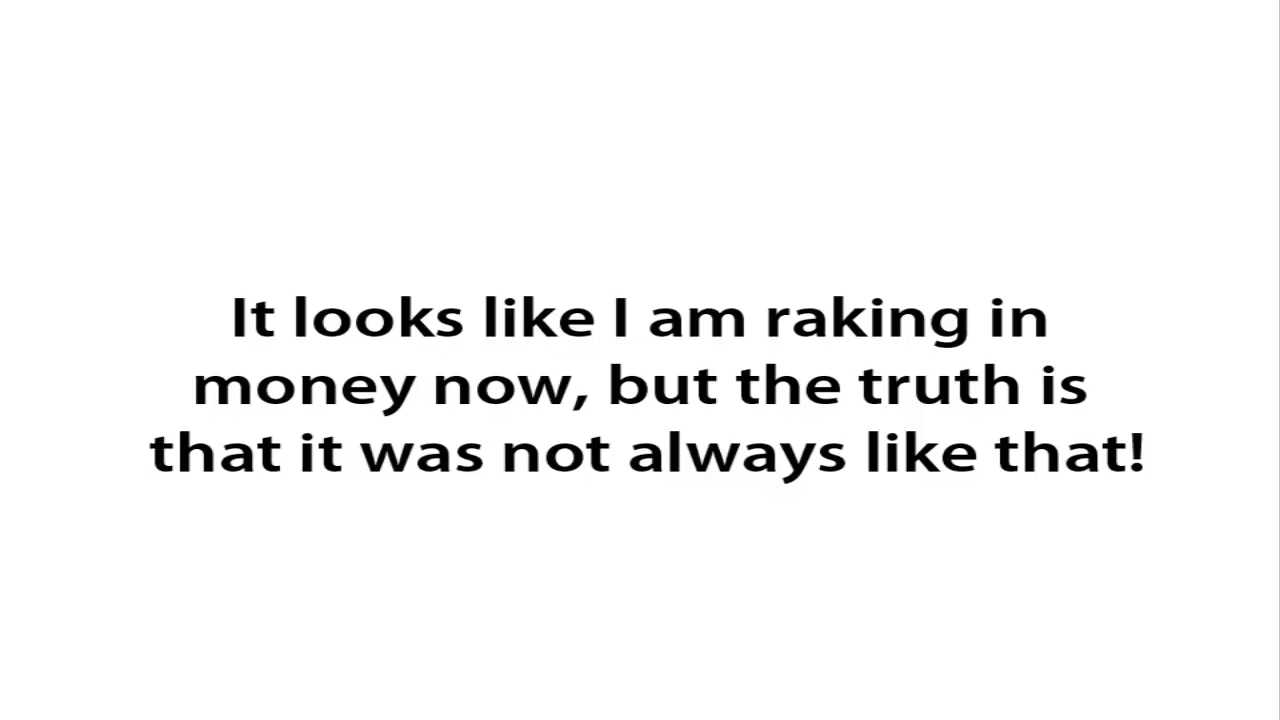 It looks like I am raking in
money now, but the truth is
that it was not always like that!